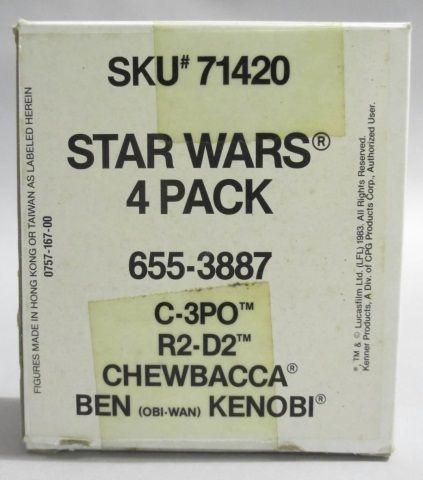 SKU# 71420
STAR WARS®
4 PACK
655-3887
C-3PO™
R2-D2™
CHEWBACCA®
BEN (OBI-WAN) KENOBI®
FIGURES MADE IN HONG KONG OR TAIWAN AS LABELED HEREIN
0757-167-00
®, TM & © Lucasfilm Ltd. (LFL) 1983. All Rights Reserved.
Kenner Products, A Div. of CPG Products Corp., Authorized User.